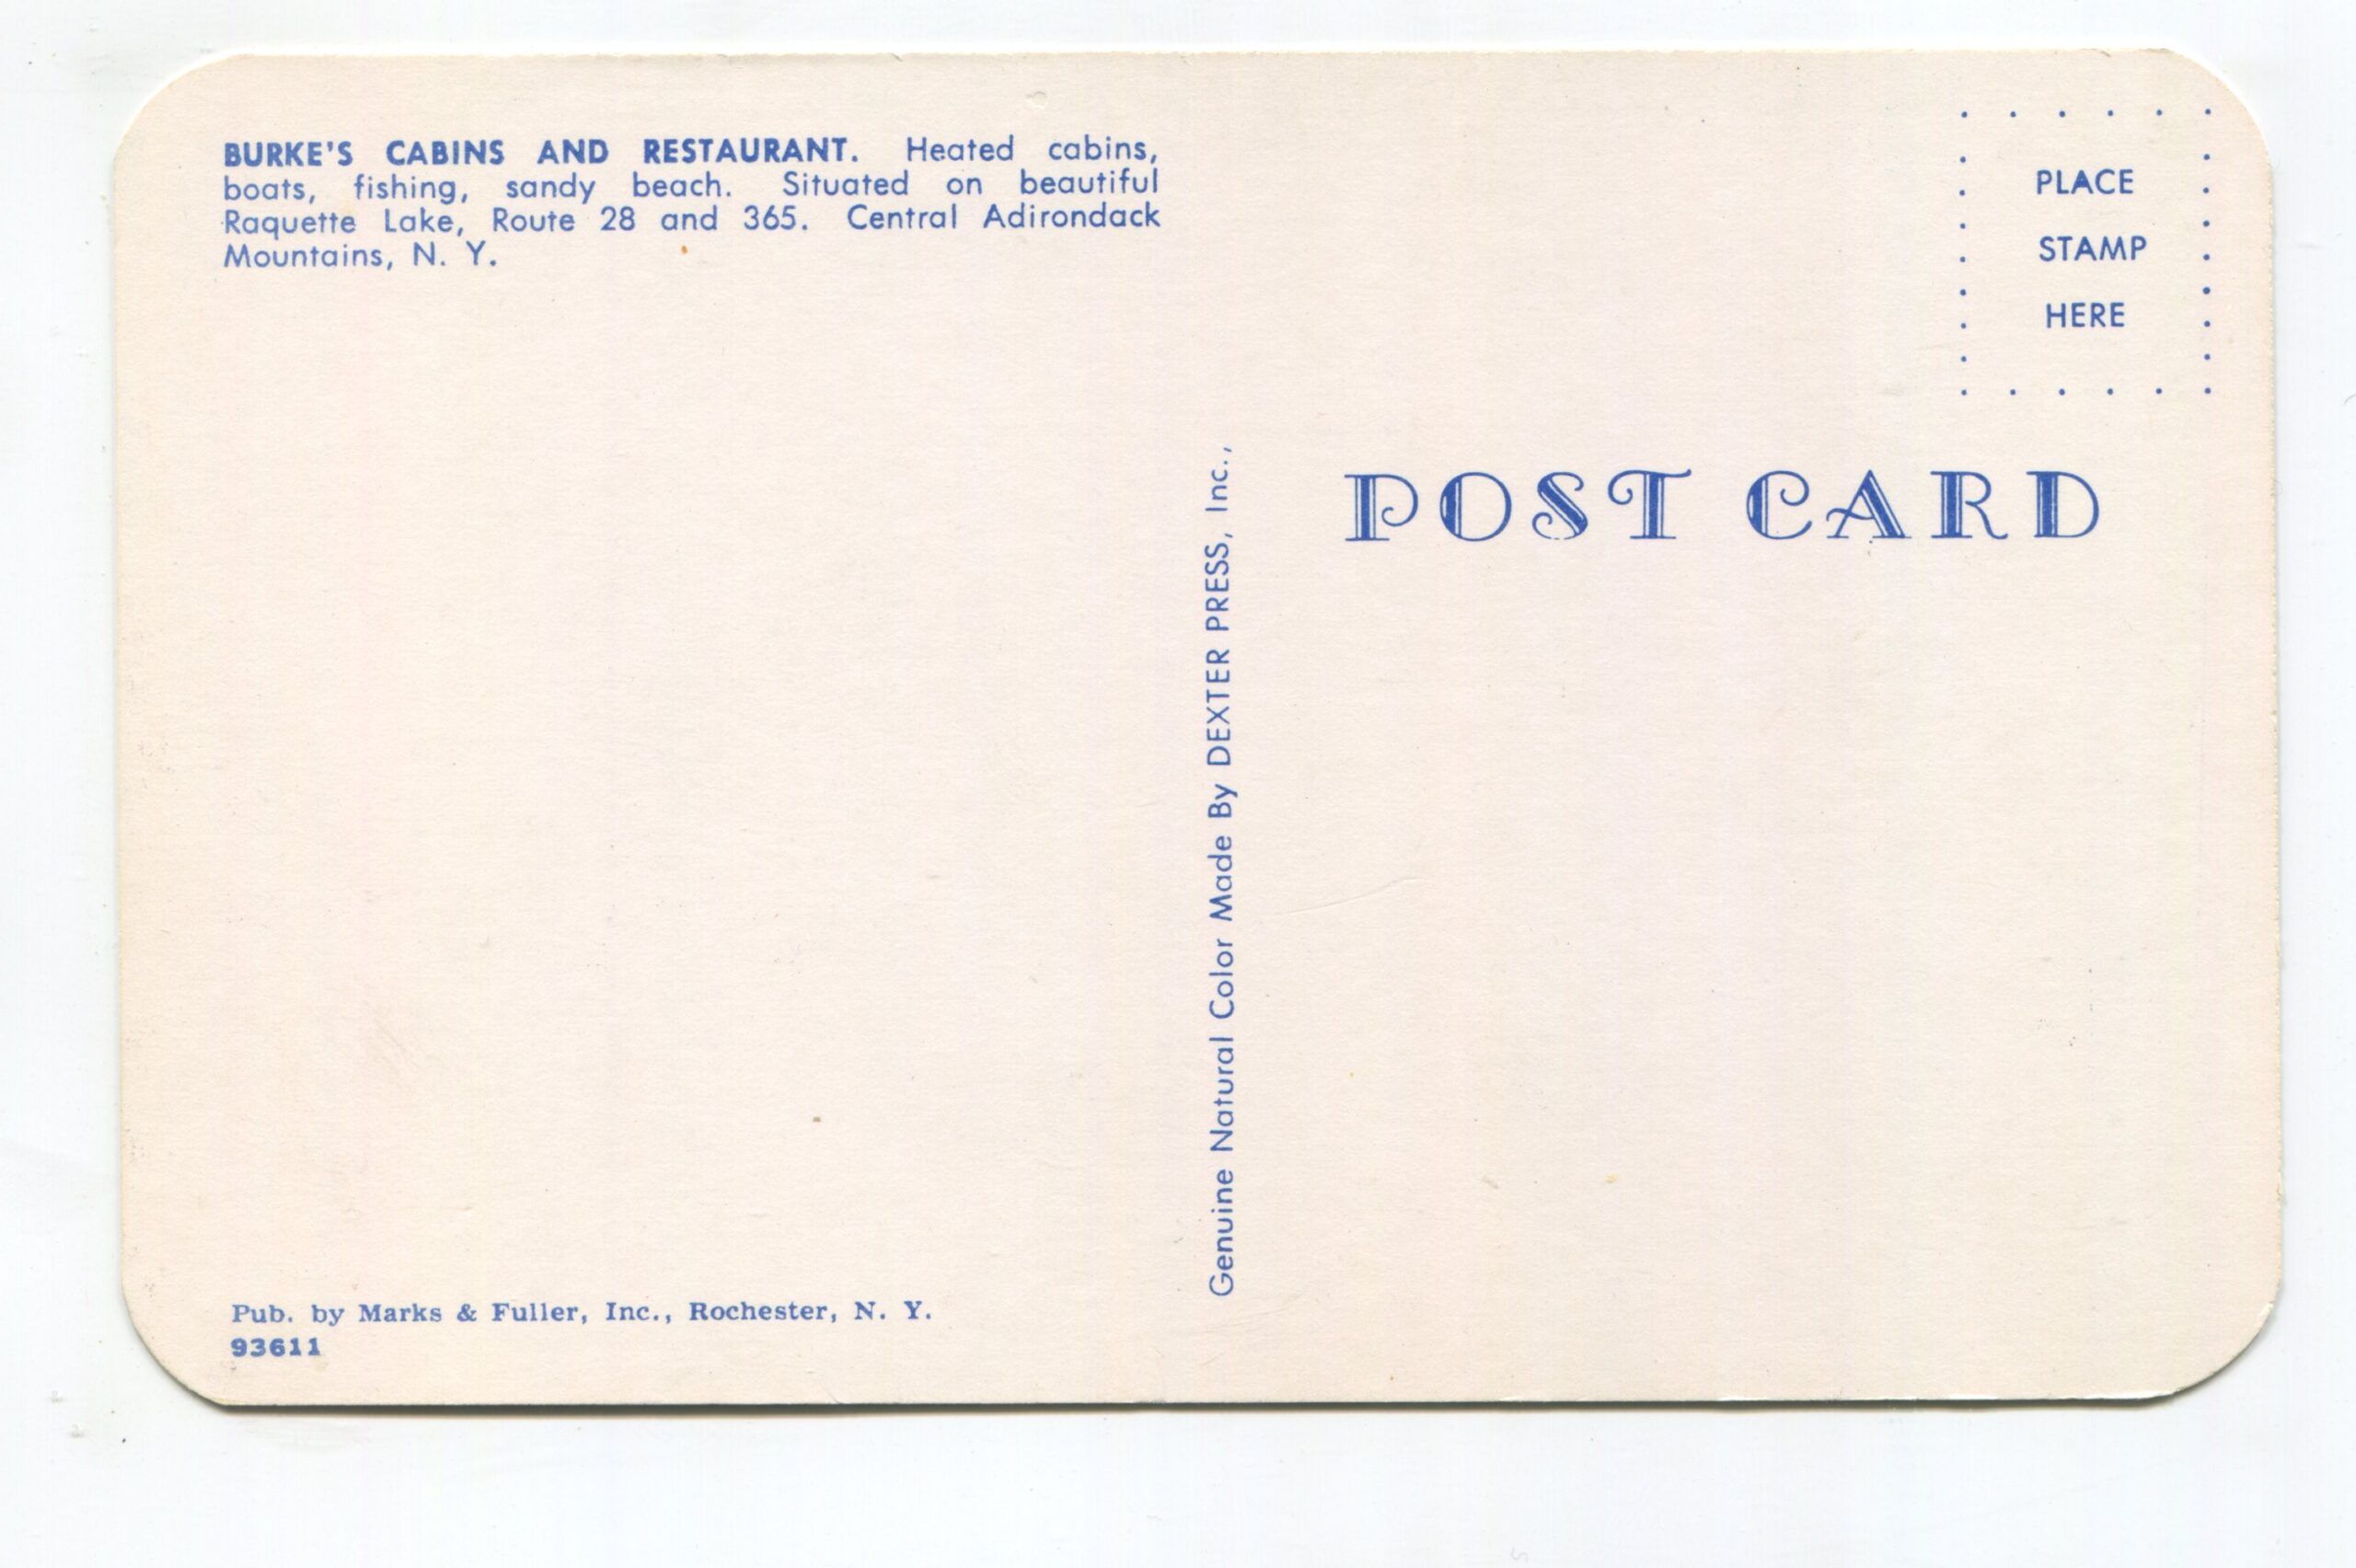 BURKE'S CABINS AND RESTAURANT. Heated cabins,
boats, fishing, sandy beach. Situated on beautiful
Raquette Lake, Route 28 and 365. Central Adirondack
Mountains, N. Y.
Pub. by Marks & Fuller, Inc., Rochester, N. Y.
93611
Genuine Natural Color Made By DEXTER PRESS, Inc.,
PLACE
STAMP
HERE
POST CARD